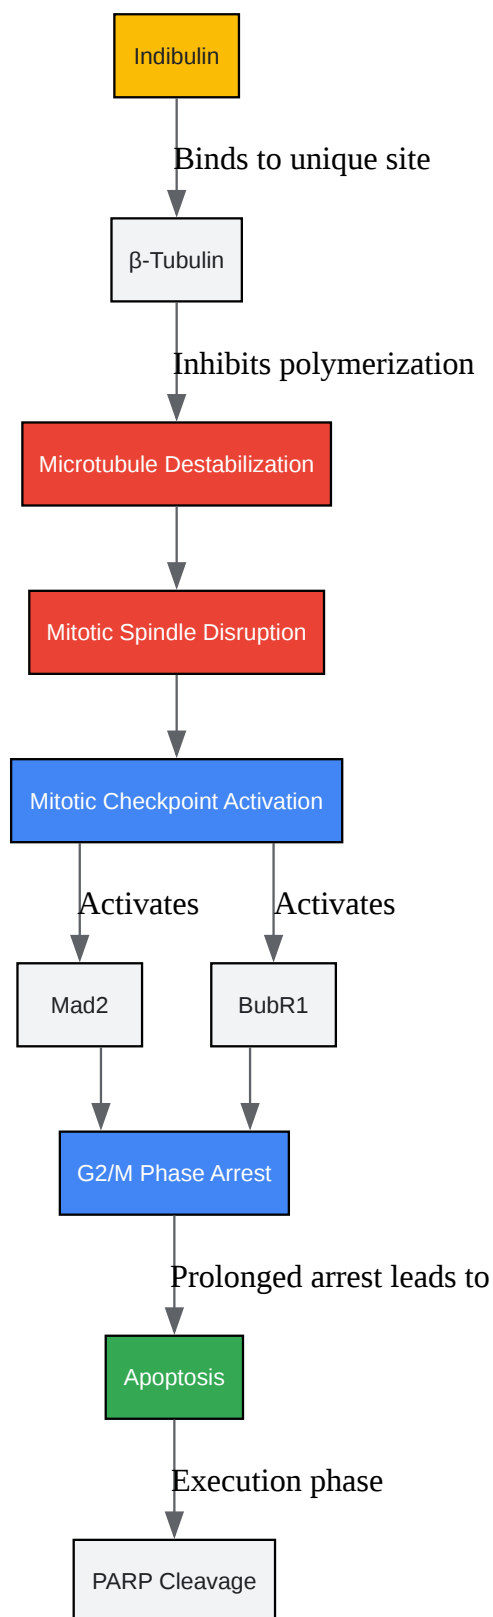 Indibulin
Binds to unique site
β-Tubulin
Inhibits polymerization
Microtubule Destabilization
Mitotic Spindle Disruption
Mitotic Checkpoint Activation
Activates
Activates
Mad2
BubR1
G2/M Phase Arrest
Prolonged arrest leads to
Apoptosis
Execution phase
PARP Cleavage